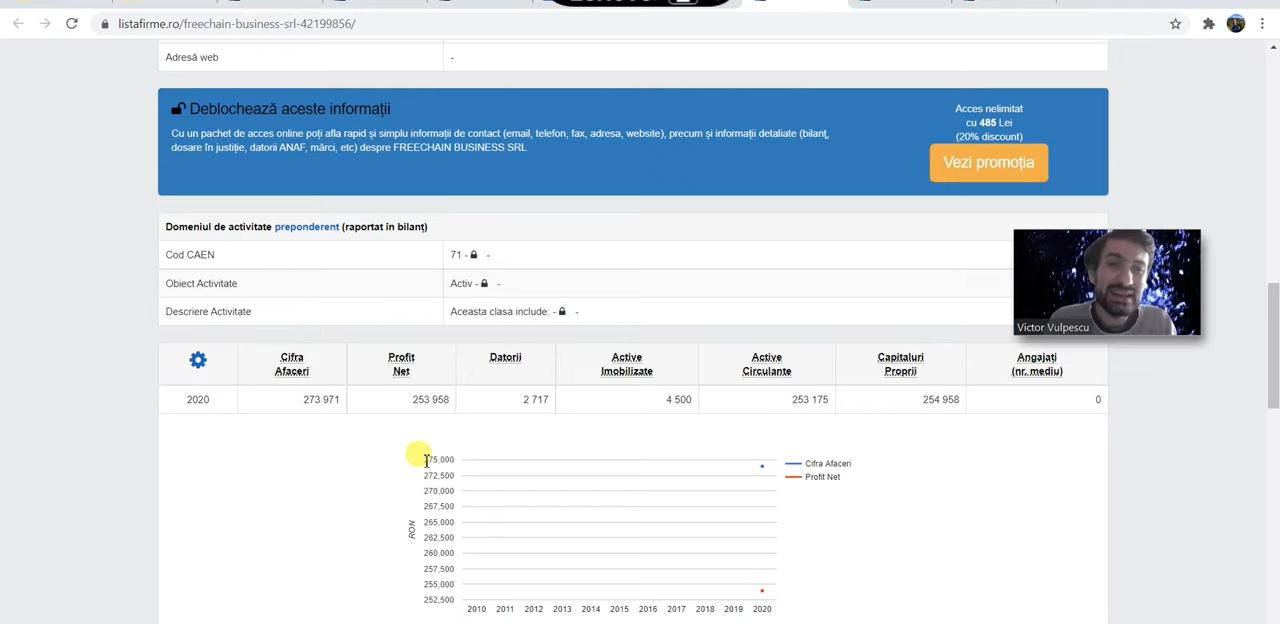 listafirme.ro/freechain-business-srl-42199856/
Adresă web -
Deblochează aceste informații
Cu un pachet de acces online poți afla rapid și simplu informații de contact (email, telefon, fax, adresa, website), precum și informații detaliate (bilanț,
dosare în justiție, datorii ANAF, mărci, etc) despre FREECHAIN BUSINESS SRL
Acces nelimitat
cu 485 Lei
(20% discount)
Vezi promoția
Domeniul de activitate preponderent (raportat în bilanț)
Cod CAEN 71 - -
Obiect Activitate Activ - -
Descriere Activitate Aceasta clasa include: - -
Victor Vulpescu
Cifra Afaceri Profit Net Datorii Active Imobilizate Active Circulante Capitaluri Proprii Angajați (nr. mediu)
2020 273 971 253 958 2 717 4 500 253 175 254 958 0
275,000
272,500
270,000
267,500
265,000
262,500
260,000
257,500
255,000
252,500
RON
2010 2011 2012 2013 2014 2015 2016 2017 2018 2019 2020
Cifra Afaceri
Profit Net